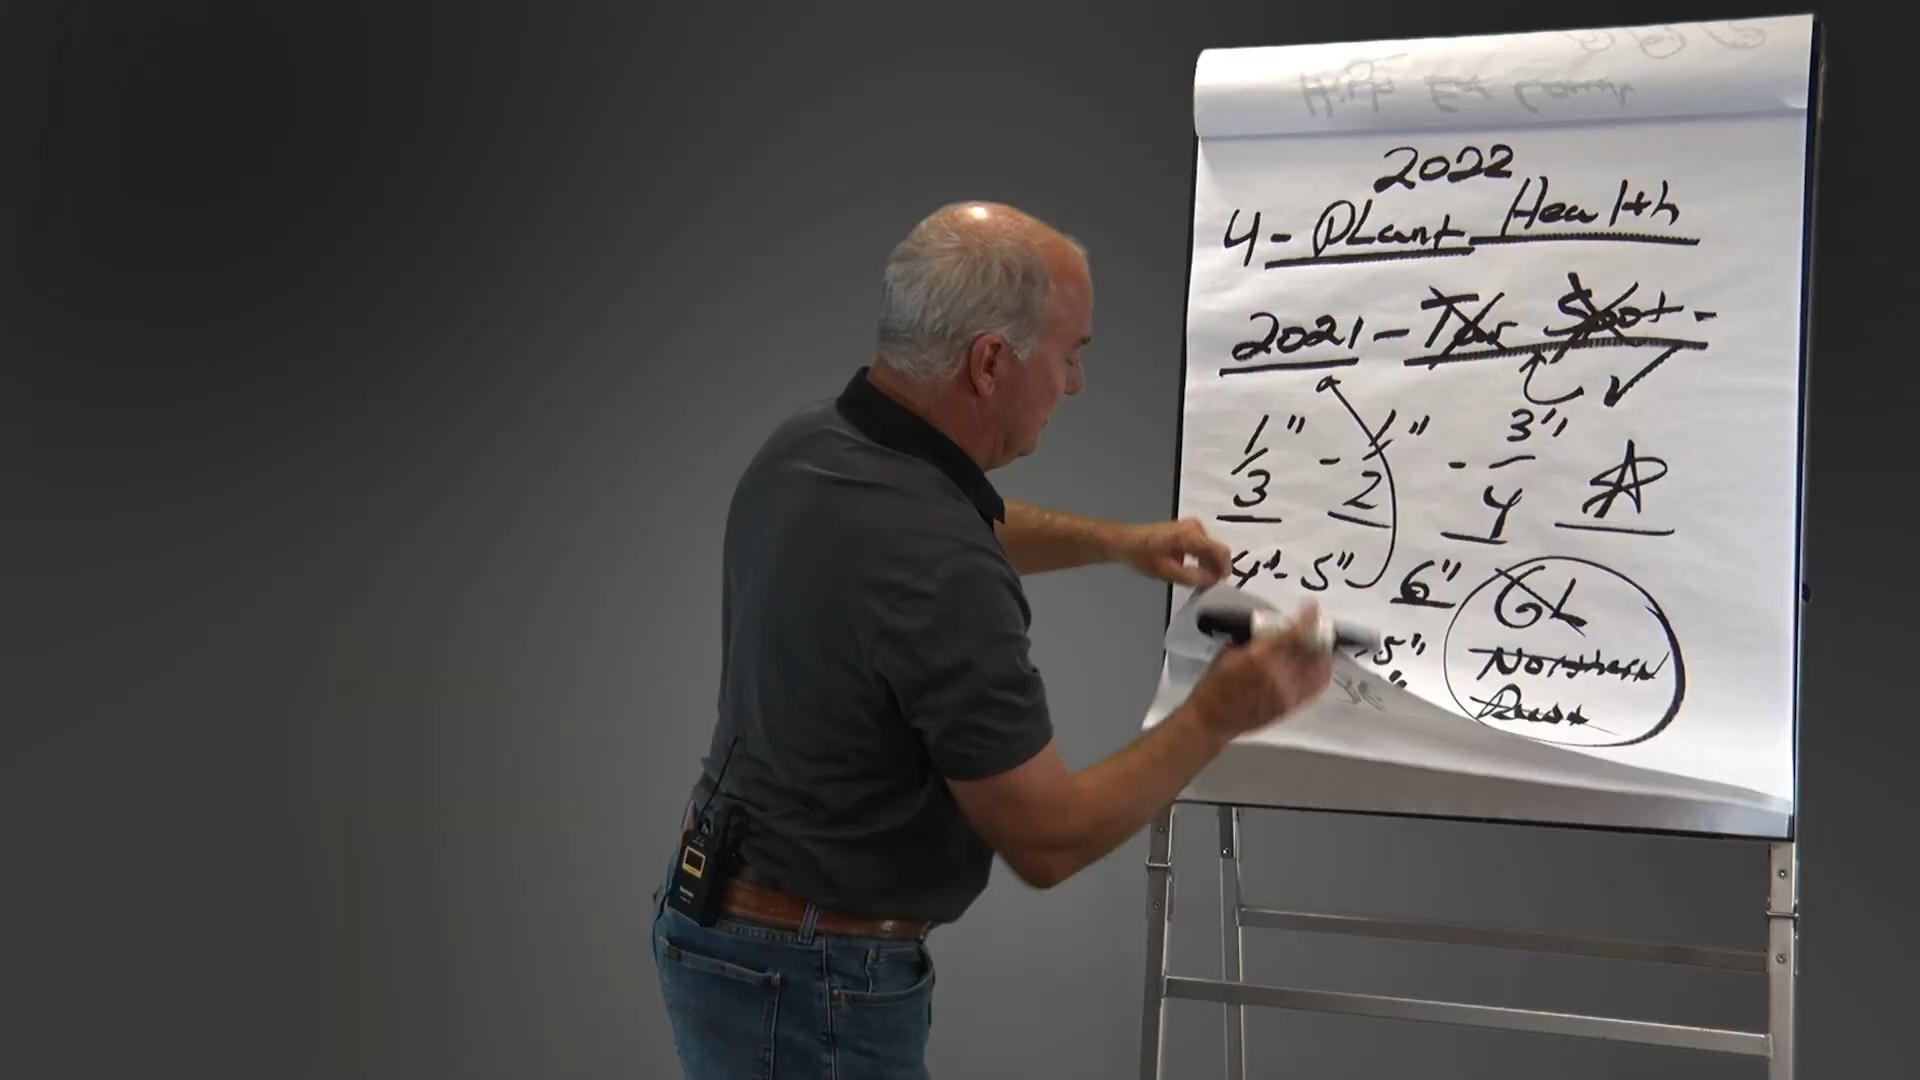 2022
4 - Plant Health
2021 - Tar Spot -
1/3" - 1/2" - 3/4"
4" - 5" 6" GL
5" Northern
Rust